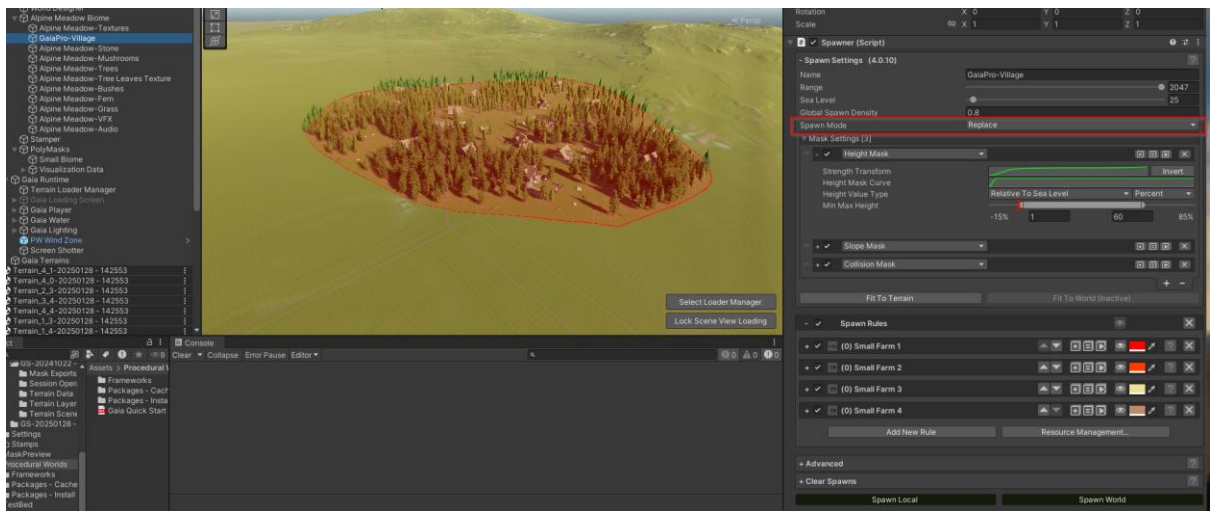 World Designer
Alpine Meadow Biome
Alpine Meadow-Textures
GaiaPro-Village
Alpine Meadow-Stone
Alpine Meadow-Mushrooms
Alpine Meadow-Trees
Alpine Meadow-Tree Leaves Texture
Alpine Meadow-Bushes
Alpine Meadow-Fern
Alpine Meadow-Grass
Alpine Meadow-VFX
Alpine Meadow-Audio
Stamper
PolyMasks
Small Biome
Visualization Data
Gaia Runtime
Terrain Loader Manager
Gaia Loading Screen
Gaia Player
Gaia Water
Gaia Lighting
PW Wind Zone
Screen Shotter
Gaia Terrains
Terrain_4_1-20250128 - 142553
Terrain_4_0-20250128 - 142553
Terrain_2_3-20250128 - 142553
Terrain_3_4-20250128 - 142553
Terrain_4_4-20250128 - 142553
Terrain_1_3-20250128 - 142553
Terrain_1_4-20250128 - 142553
Persp
Select Loader Manager
Lock Scene View Loading
ct
9
GS-20241022 -
Mask Exports
Session Open
Terrain Data
Terrain Layer
Terrain Scene
GS-20250128 -
Settings
Stamps
MaskPreview
Procedural Worlds
Frameworks
Packages - Cache
Packages - Install
TestBed
Assets > Procedural
Frameworks
Packages - Cach
Packages - Insta
Gaia Quick Start
Console
Clear Collapse Error Pause Editor
0 0 0
Rotation X 0 Y 0 Z 0
Scale X 1 Y 1 Z 1
Spawner (Script)
- Spawn Settings (4.0.10)
Name GaiaPro-Village
Range 2047
Sea Level 25
Global Spawn Density 0.8
Spawn Mode Replace
Mask Settings [3]
- Height Mask
Strength Transform Invert
Height Mask Curve
Height Value Type Relative To Sea Level Percent
Min Max Height
-15% 1 60 85%
+ Slope Mask
+ Collision Mask
+ -
Fit To Terrain Fit To World (Inactive)
- Spawn Rules
+ (0) Small Farm 1
+ (0) Small Farm 2
+ (0) Small Farm 3
+ (0) Small Farm 4
Add New Rule Resource Management...
+ Advanced
+ Clear Spawns
Spawn Local Spawn World